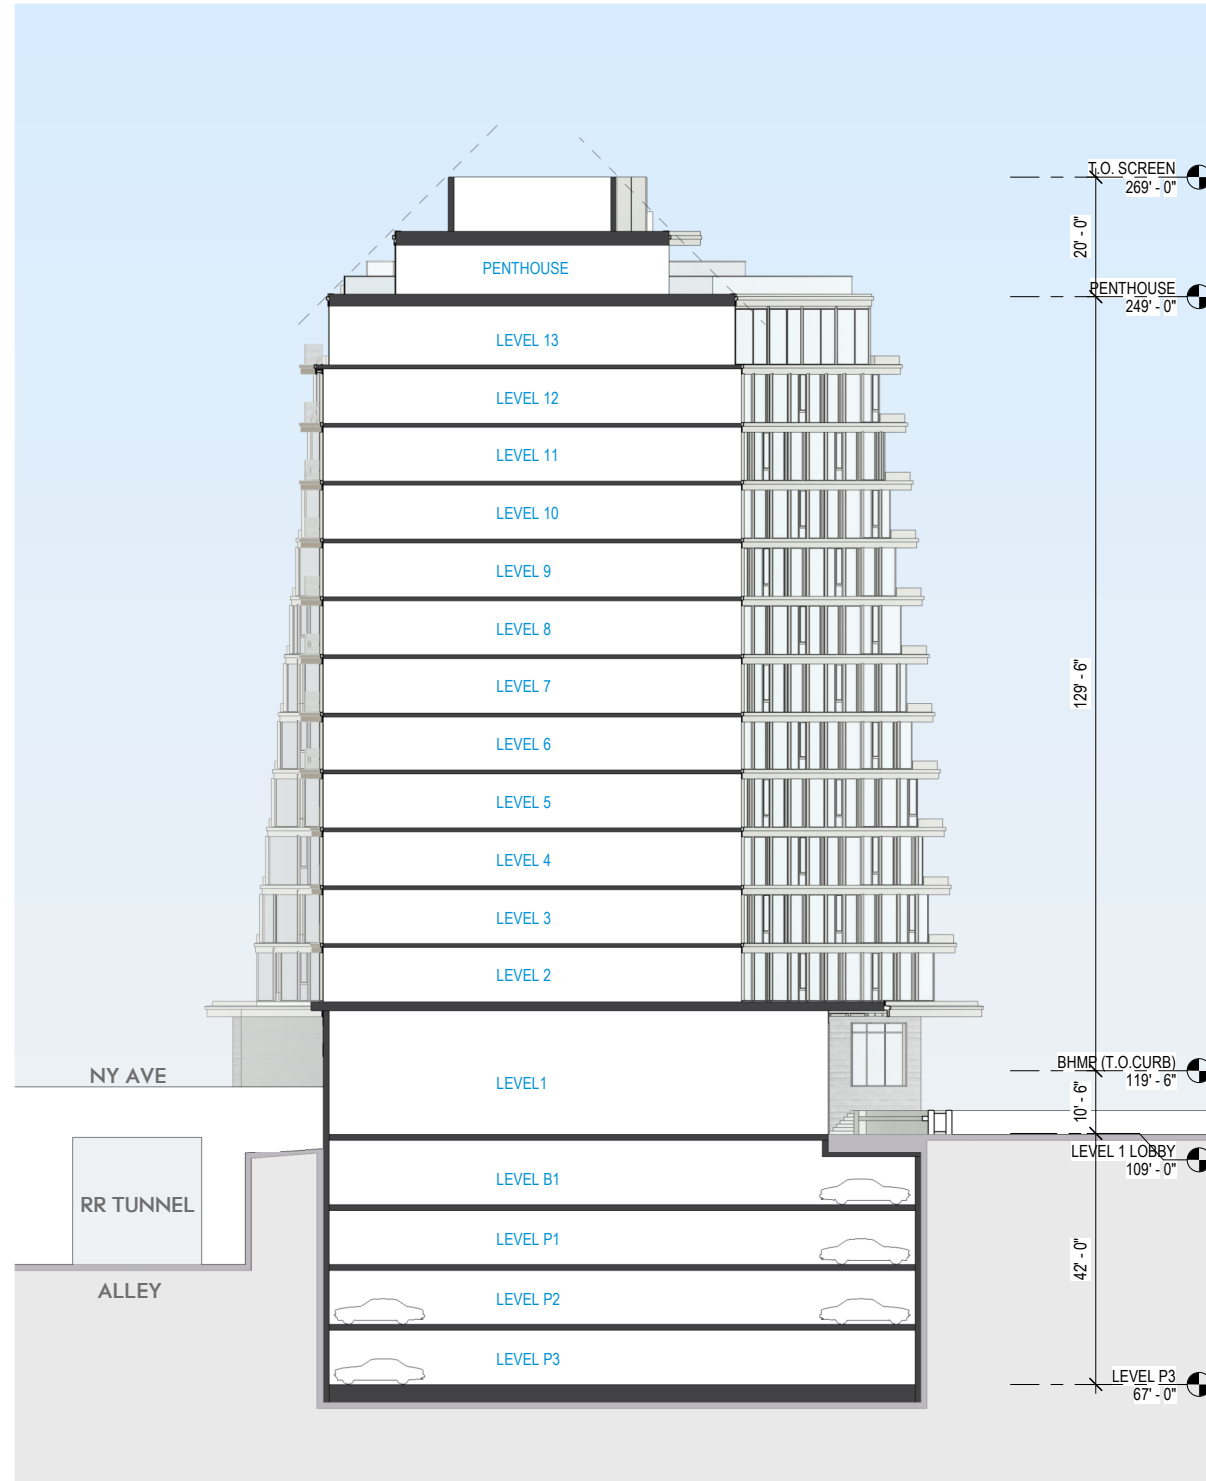 T.O. SCREEN
269' - 0"
20' - 0"
PENTHOUSE
PENTHOUSE
249' - 0"
LEVEL 13
LEVEL 12
LEVEL 11
LEVEL 10
LEVEL 9
LEVEL 8
LEVEL 7
129' - 6"
LEVEL 6
LEVEL 5
LEVEL 4
LEVEL 3
LEVEL 2
NY AVE
LEVEL1
BHMP (T.O.CURB)
119' - 6"
10' - 6"
LEVEL 1 LOBBY
109' - 0"
LEVEL B1
RR TUNNEL
LEVEL P1
42' - 0"
ALLEY
LEVEL P2
LEVEL P3
LEVEL P3
67' - 0"